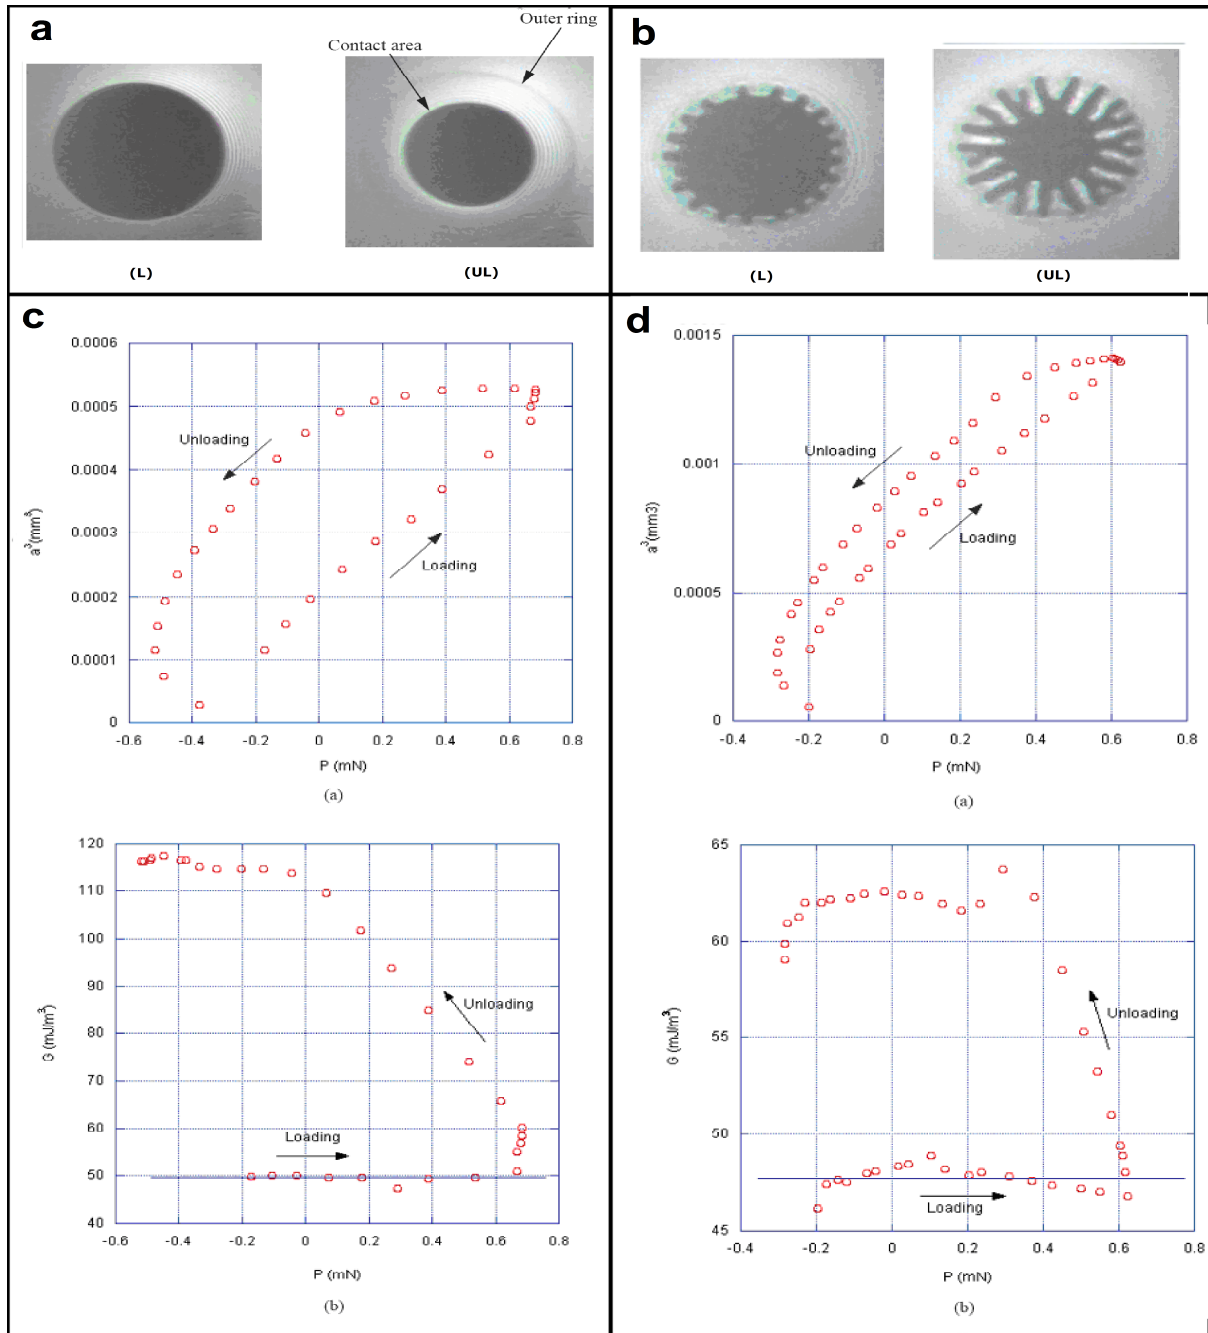 a
Outer ring
Contact area
(L)
(UL)
b
(L)
(UL)
c
0.0006
0.0005
0.0004
0.0003
0.0002
0.0001
0
a³(mm³)
Unloading
Loading
-0.6
-0.4
-0.2
0
0.2
0.4
0.6
0.8
P (mN)
(a)
120
110
100
90
80
70
60
50
40
G (mJ/m³)
Unloading
Loading
-0.6
-0.4
-0.2
0
0.2
0.4
0.6
0.8
P (mN)
(b)
d
0.0015
0.001
0.0005
0
a³(mm3)
Unloading
Loading
-0.4
-0.2
0
0.2
0.4
0.6
0.8
P (mN)
(a)
65
60
55
50
45
G (mJ/m³)
Unloading
Loading
-0.4
-0.2
0
0.2
0.4
0.6
0.8
P (mN)
(b)